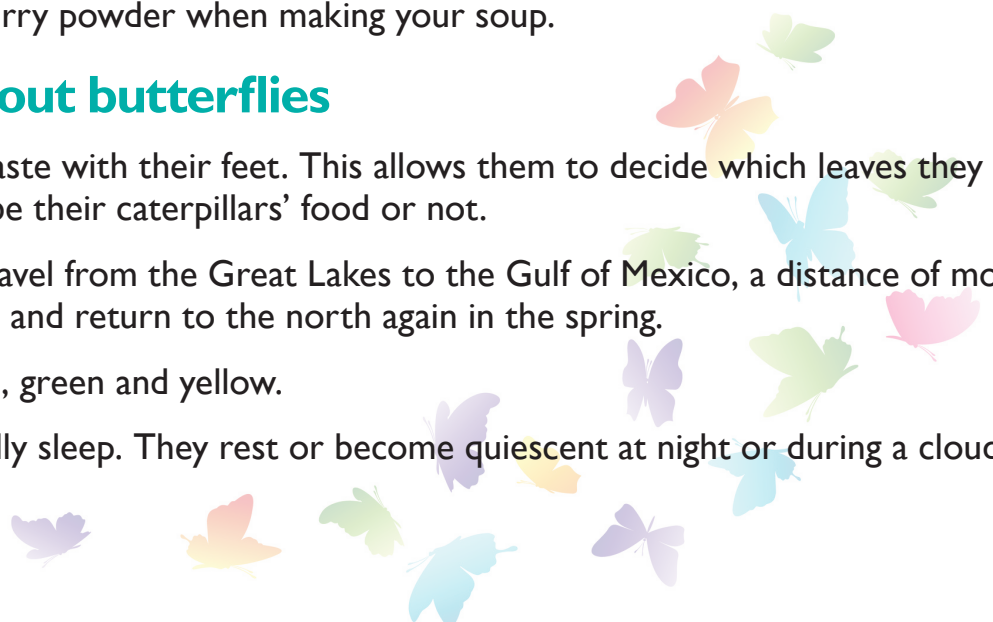 rry powder when making your soup.
out butterflies
aste with their feet. This allows them to decide which leaves they
be their caterpillars’ food or not.
avel from the Great Lakes to the Gulf of Mexico, a distance of mo
and return to the north again in the spring.
, green and yellow.
lly sleep. They rest or become quiescent at night or during a cloud